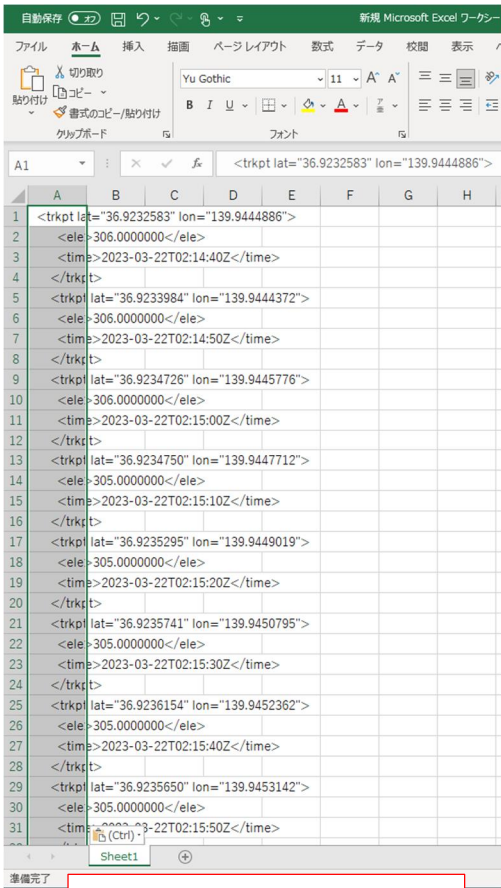 自動保存 オフ 新規 Microsoft Excel ワークシー
ファイル ホーム 挿入 描画 ページ レイアウト 数式 データ 校閲 表示
貼り付け 切り取り コピー 書式のコピー/貼り付け
Yu Gothic 11 A A
B I U A
クリップボード フォント
A1 fx <trkpt lat="36.9232583" lon="139.9444886">
A B C D E F G H
1 <trkpt lat="36.9232583" lon="139.9444886">
2 <ele>306.0000000</ele>
3 <time>2023-03-22T02:14:40Z</time>
4 </trkpt>
5 <trkpt lat="36.9233984" lon="139.9444372">
6 <ele>306.0000000</ele>
7 <time>2023-03-22T02:14:50Z</time>
8 </trkpt>
9 <trkpt lat="36.9234726" lon="139.9445776">
10 <ele>306.0000000</ele>
11 <time>2023-03-22T02:15:00Z</time>
12 </trkpt>
13 <trkpt lat="36.9234750" lon="139.9447712">
14 <ele>305.0000000</ele>
15 <time>2023-03-22T02:15:10Z</time>
16 </trkpt>
17 <trkpt lat="36.9235295" lon="139.9449019">
18 <ele>305.0000000</ele>
19 <time>2023-03-22T02:15:20Z</time>
20 </trkpt>
21 <trkpt lat="36.9235741" lon="139.9450795">
22 <ele>305.0000000</ele>
23 <time>2023-03-22T02:15:30Z</time>
24 </trkpt>
25 <trkpt lat="36.9236154" lon="139.9452362">
26 <ele>305.0000000</ele>
27 <time>2023-03-22T02:15:40Z</time>
28 </trkpt>
29 <trkpt lat="36.9235650" lon="139.9453142">
30 <ele>305.0000000</ele>
31 <time>2023-03-22T02:15:50Z</time>
(Ctrl)
Sheet1
準備完了